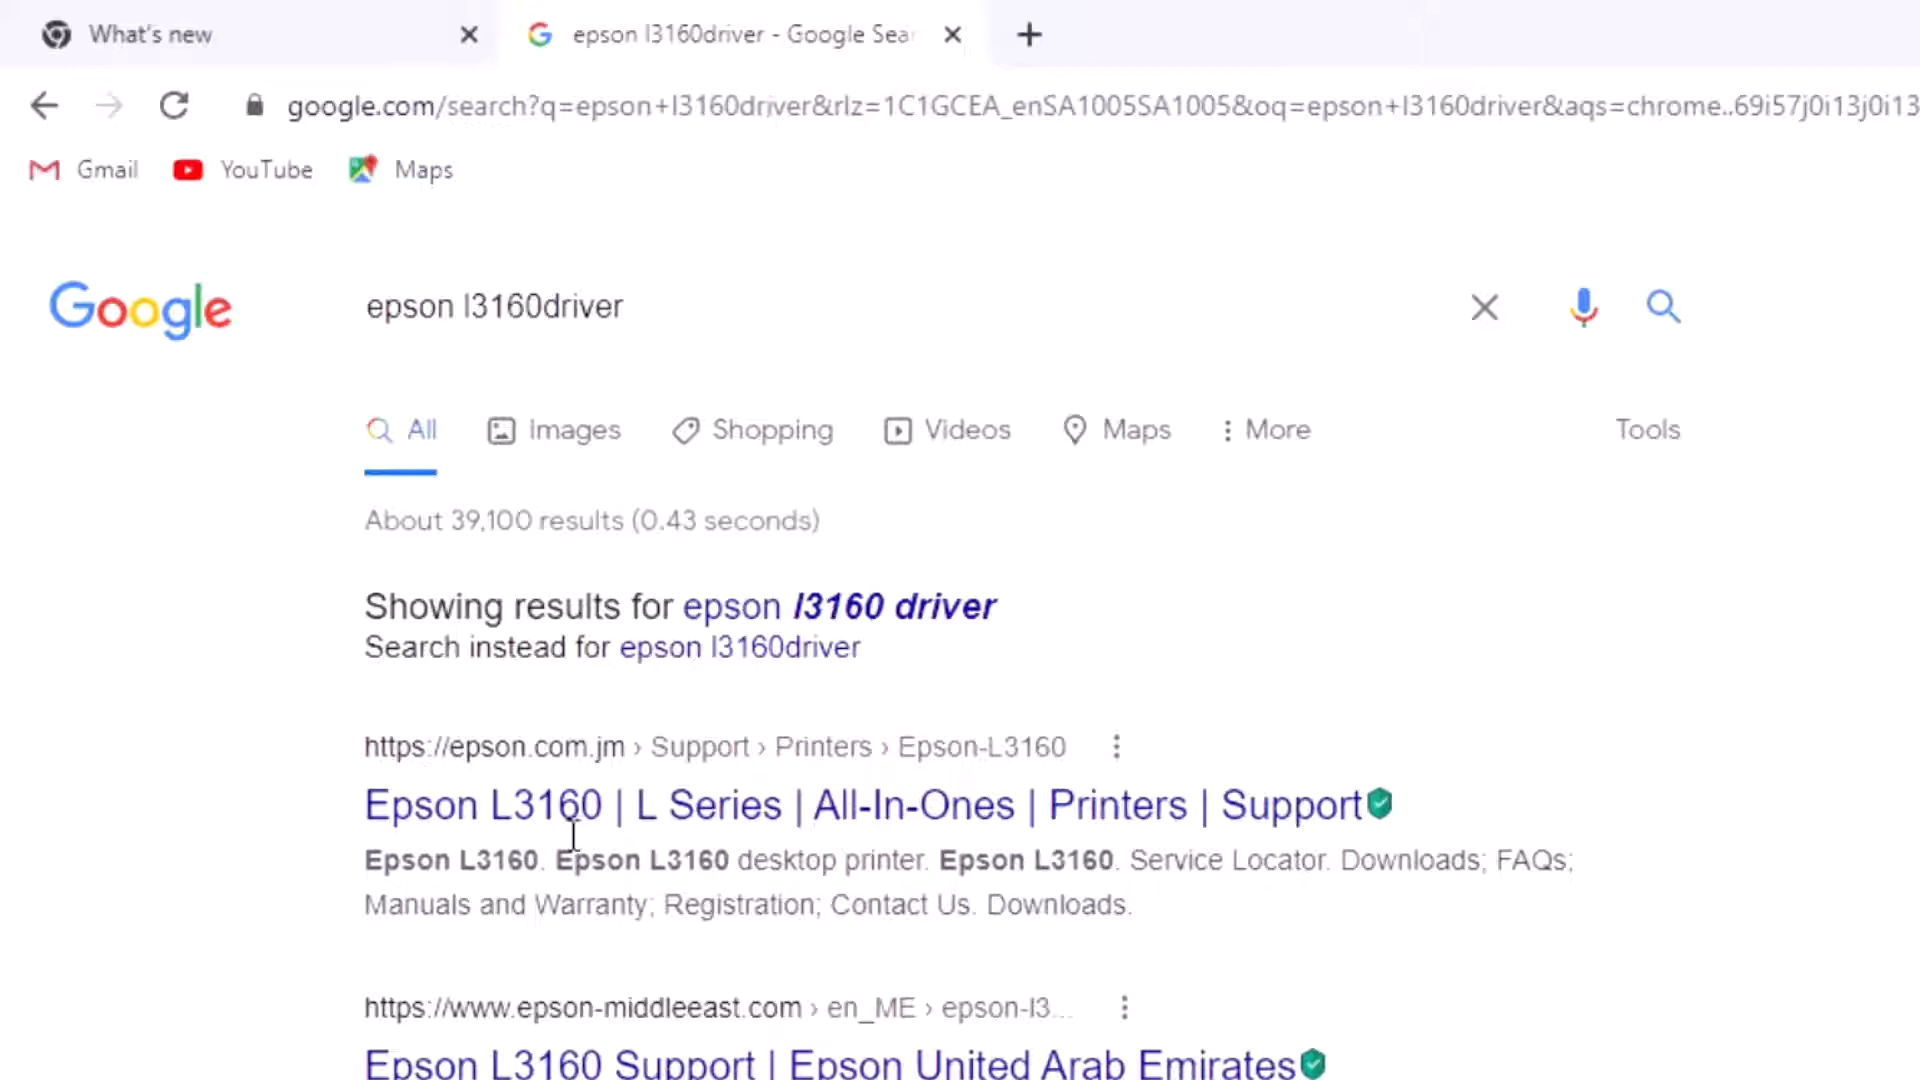 What's new
epson l3160driver - Google Sear
google.com/search?q=epson+l3160driver&rlz=1C1GCEA_enSA1005SA1005&oq=epson+l3160driver&aqs=chrome..69i57j0i13j0i13
Gmail YouTube Maps
Google epson l3160driver
All Images Shopping Videos Maps More Tools
About 39,100 results (0.43 seconds)
Showing results for epson l3160 driver
Search instead for epson l3160driver
https://epson.com.jm › Support › Printers › Epson-L3160
Epson L3160 | L Series | All-In-Ones | Printers | Support
Epson L3160. Epson L3160 desktop printer. Epson L3160. Service Locator. Downloads; FAQs;
Manuals and Warranty; Registration; Contact Us. Downloads.
https://www.epson-middleeast.com › en_ME › epson-l3...
Epson L3160 Support | Epson United Arab Emirates